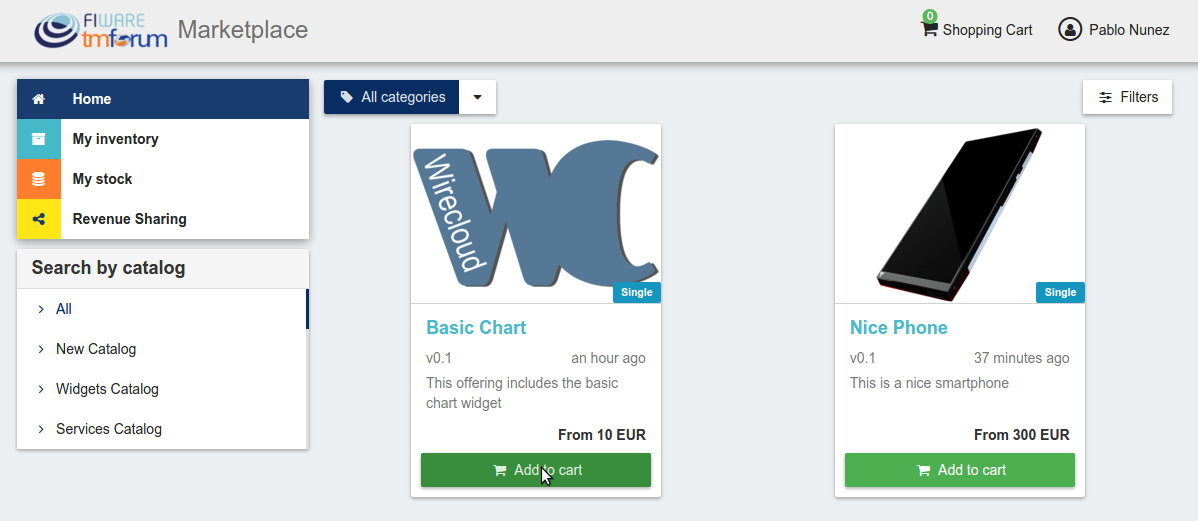 FIWARE
tmforum
Marketplace
0
Shopping Cart
Pablo Nunez
Home
My inventory
My stock
Revenue Sharing
Search by catalog
All
New Catalog
Widgets Catalog
Services Catalog
All categories
Filters
Wirecloud
WC
Single
Basic Chart
v0.1 an hour ago
This offering includes the basic
chart widget
From 10 EUR
Add to cart
Single
Nice Phone
v0.1 37 minutes ago
This is a nice smartphone
From 300 EUR
Add to cart